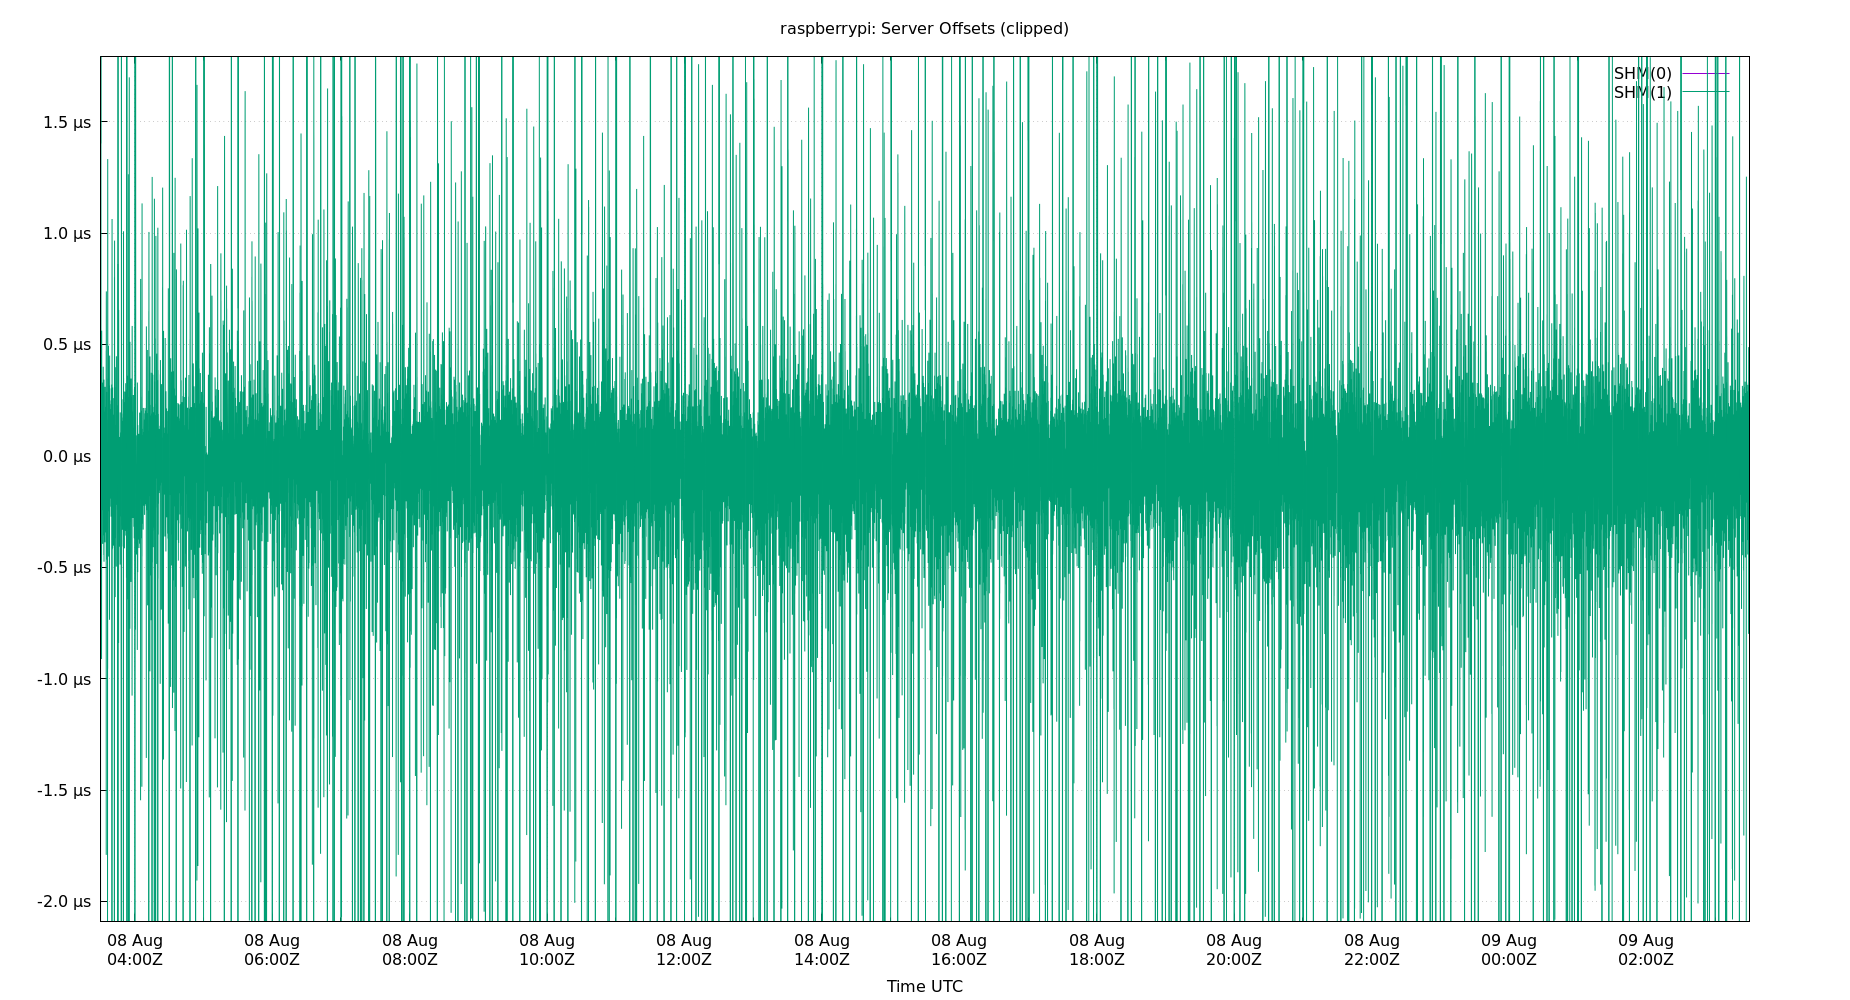 raspberrypi: Server Offsets (clipped)
SHM(0)
SHM(1)
1.5 µs
1.0 µs
0.5 µs
0.0 µs
-0.5 µs
-1.0 µs
-1.5 µs
-2.0 µs
08 Aug 08 Aug 08 Aug 08 Aug 08 Aug 08 Aug 08 Aug 08 Aug 08 Aug 08 Aug 09 Aug 09 Aug
04:00Z 06:00Z 08:00Z 10:00Z 12:00Z 14:00Z 16:00Z 18:00Z 20:00Z 22:00Z 00:00Z 02:00Z
Time UTC